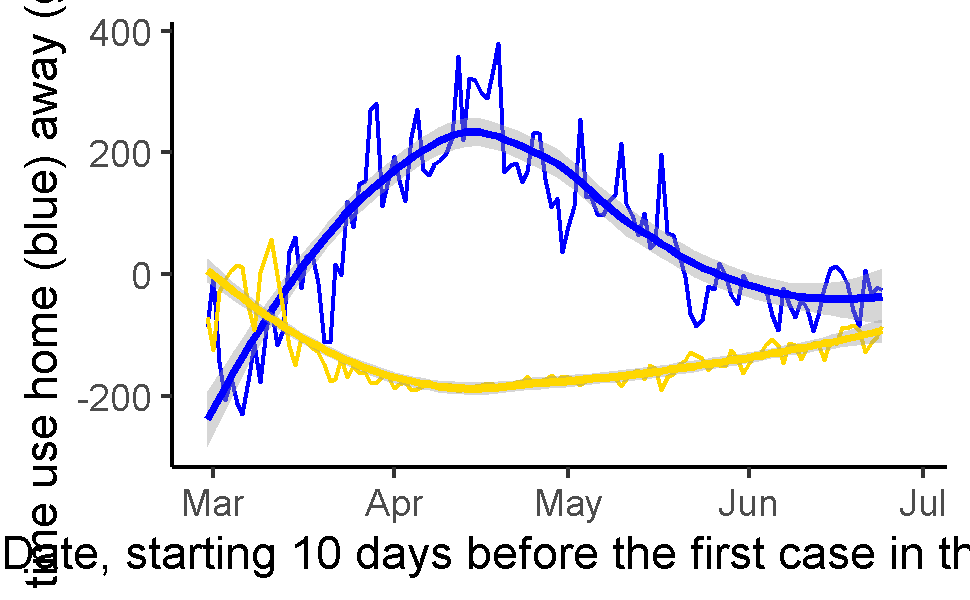 time use home (blue) away (
400
200
0
-200
Mar Apr May Jun Jul
Date, starting 10 days before the first case in th